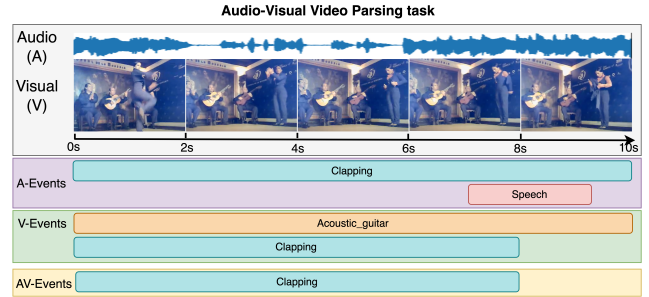 Audio-Visual Video Parsing task
Audio
(A)
Visual
(V)
0s 2s 4s 6s 8s 10s
A-Events
Clapping
Speech
V-Events
Acoustic_guitar
Clapping
AV-Events
Clapping